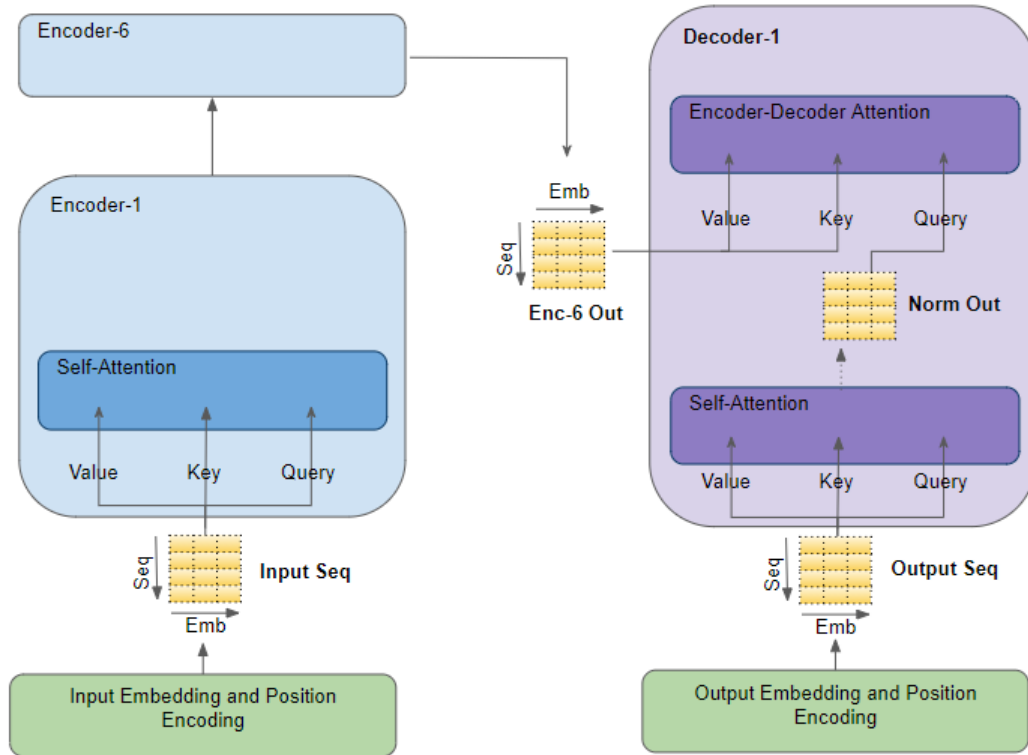 Encoder-6
Encoder-1
Self-Attention
Value
Key
Query
Seq
Input Seq
Emb
Input Embedding and Position
Encoding
Emb
Seq
Enc-6 Out
Decoder-1
Encoder-Decoder Attention
Value
Key
Query
Norm Out
Self-Attention
Value
Key
Query
Seq
Output Seq
Emb
Output Embedding and Position
Encoding